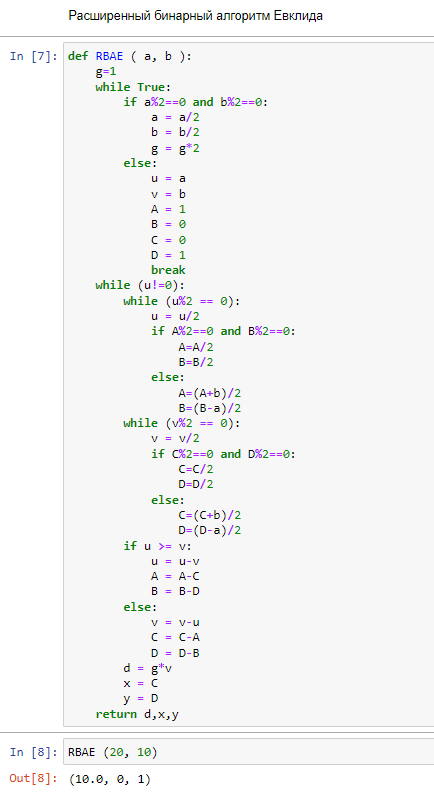 Расширенный бинарный алгоритм Евклида
In [7]: def RBAE ( a, b ):
    g=1
    while True:
        if a%2==0 and b%2==0:
            a = a/2
            b = b/2
            g = g*2
        else:
            u = a
            v = b
            A = 1
            B = 0
            C = 0
            D = 1
            break
    while (u!=0):
        while (u%2 == 0):
            u = u/2
            if A%2==0 and B%2==0:
                A=A/2
                B=B/2
            else:
                A=(A+b)/2
                B=(B-a)/2
        while (v%2 == 0):
            v = v/2
            if C%2==0 and D%2==0:
                C=C/2
                D=D/2
            else:
                C=(C+b)/2
                D=(D-a)/2
        if u >= v:
            u = u-v
            A = A-C
            B = B-D
        else:
            v = v-u
            C = C-A
            D = D-B
        d = g*v
        x = C
        y = D
    return d,x,y
In [8]: RBAE (20, 10)
Out[8]: (10.0, 0, 1)